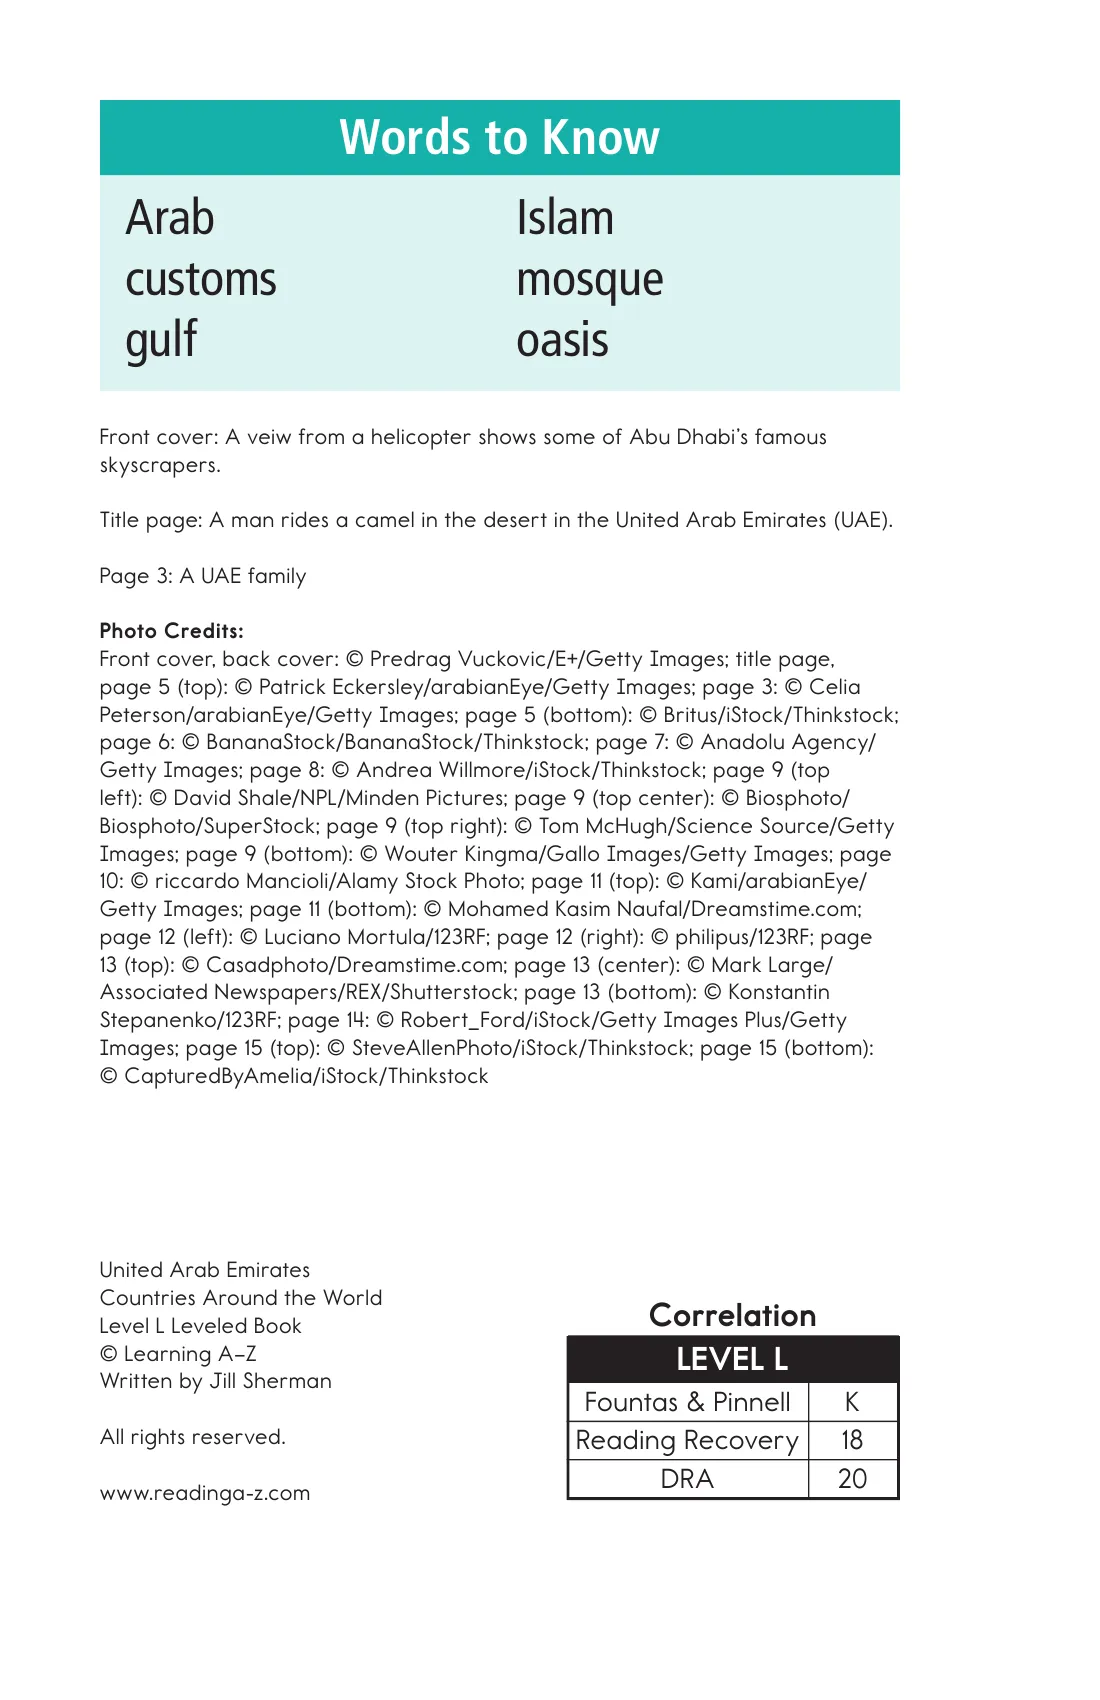 Words to Know
Arab
customs
gulf
Islam
mosque
oasis
Front cover: A veiw from a helicopter shows some of Abu Dhabi's famous
skyscrapers.
Title page: A man rides a camel in the desert in the United Arab Emirates (UAE).
Page 3: A UAE family
Photo Credits:
Front cover, back cover: © Predrag Vuckovic/E+/Getty Images; title page,
page 5 (top): © Patrick Eckersley/arabianEye/Getty Images; page 3: © Celia
Peterson/arabianEye/Getty Images; page 5 (bottom): © Britus/iStock/Thinkstock;
page 6: © BananaStock/BananaStock/Thinkstock; page 7: © Anadolu Agency/
Getty Images; page 8: © Andrea Willmore/iStock/Thinkstock; page 9 (top
left): © David Shale/NPL/Minden Pictures; page 9 (top center): © Biosphoto/
Biosphoto/SuperStock; page 9 (top right): © Tom McHugh/Science Source/Getty
Images; page 9 (bottom): © Wouter Kingma/Gallo Images/Getty Images; page
10: © riccardo Mancioli/Alamy Stock Photo; page 11 (top): © Kami/arabianEye/
Getty Images; page 11 (bottom): © Mohamed Kasim Naufal/Dreamstime.com;
page 12 (left): © Luciano Mortula/123RF; page 12 (right): © philipus/123RF; page
13 (top): © Casadphoto/Dreamstime.com; page 13 (center): © Mark Large/
Associated Newspapers/REX/Shutterstock; page 13 (bottom): © Konstantin
Stepanenko/123RF; page 14: © Robert_Ford/iStock/Getty Images Plus/Getty
Images; page 15 (top): © SteveAllenPhoto/iStock/Thinkstock; page 15 (bottom):
© CapturedByAmelia/iStock/Thinkstock
United Arab Emirates
Countries Around the World
Level L Leveled Book
© Learning A–Z
Written by Jill Sherman
All rights reserved.
www.readinga-z.com
Correlation
LEVEL L
Fountas & Pinnell K
Reading Recovery 18
DRA 20